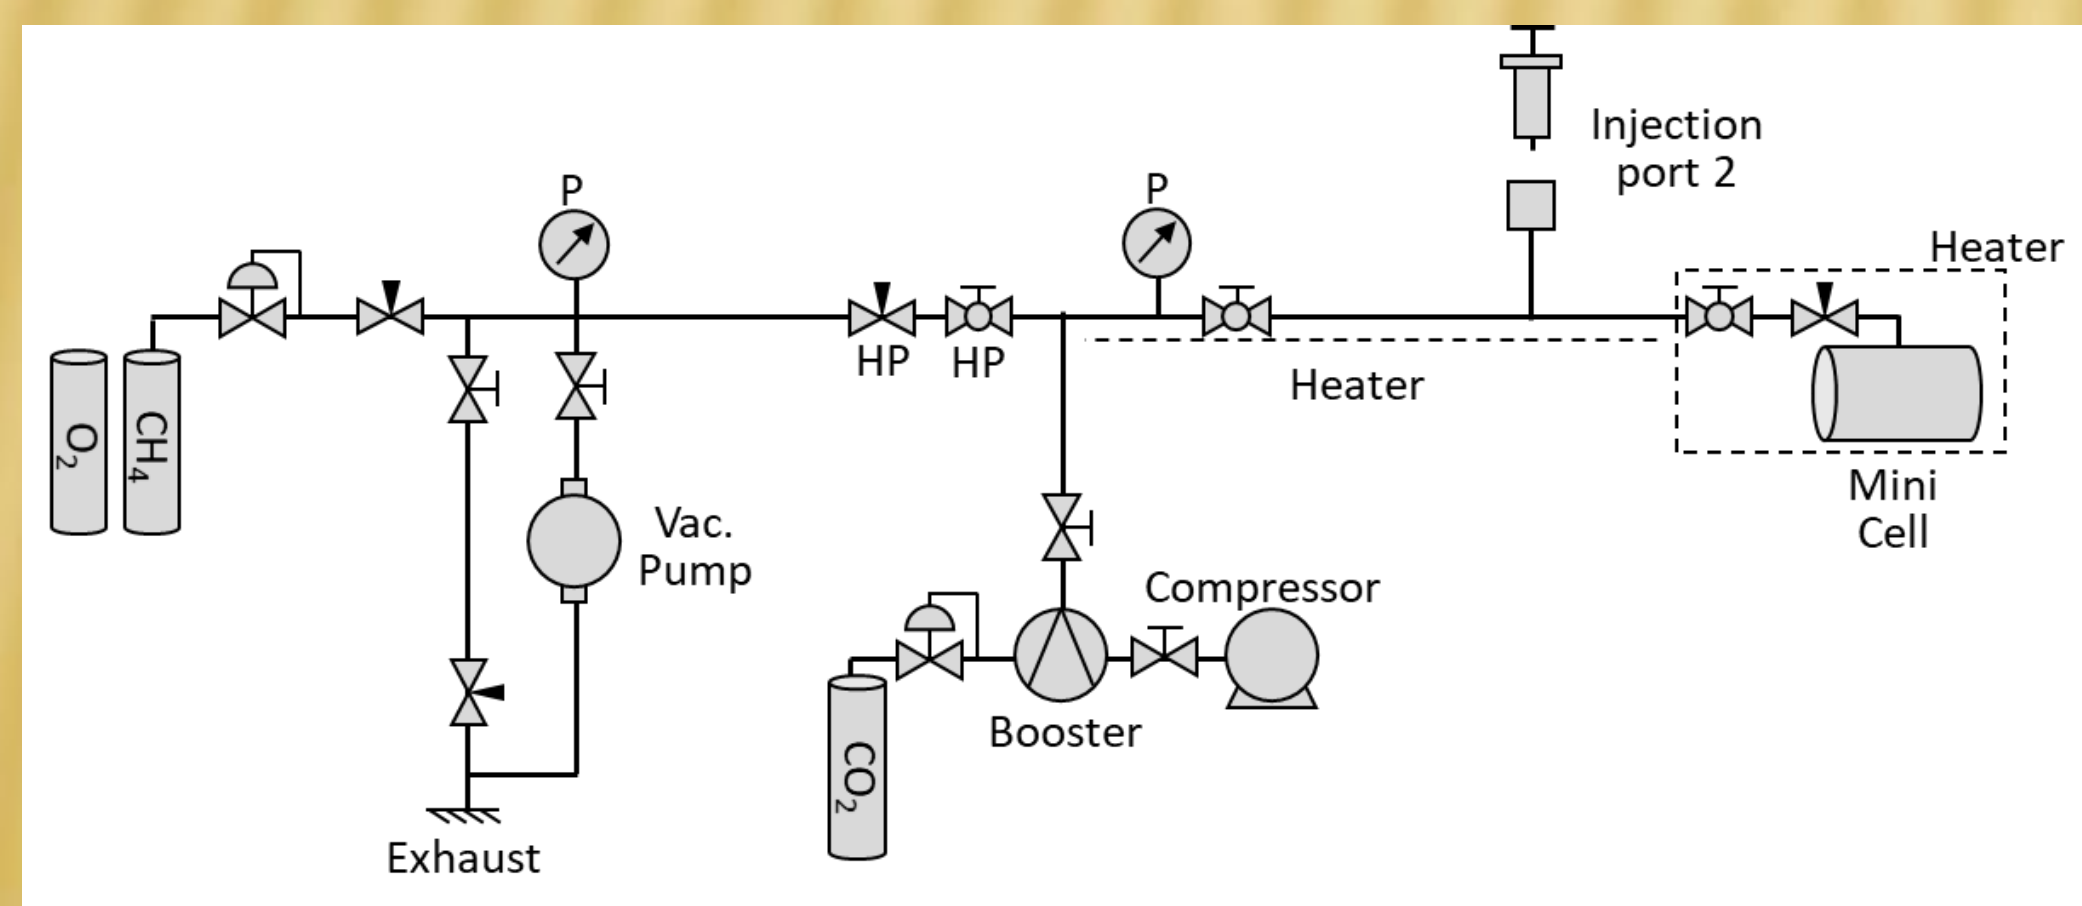 Injection
port 2
P
P
Heater
HP
HP
Heater
O₂
CH₄
Mini
Cell
Vac.
Pump
Compressor
Booster
CO₂
Exhaust